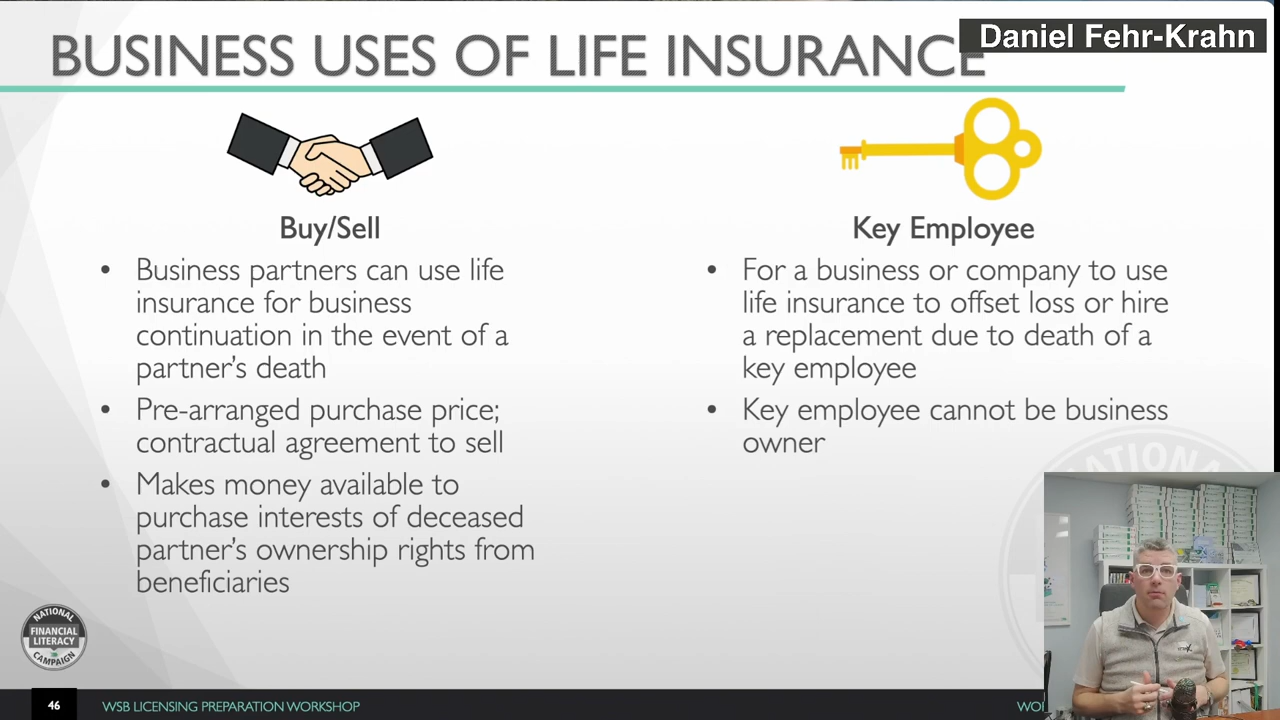 BUSINESS USES OF LIFE INSURANCE
Daniel Fehr-Krahn
Buy/Sell
• Business partners can use life
insurance for business
continuation in the event of a
partner's death
• Pre-arranged purchase price;
contractual agreement to sell
• Makes money available to
purchase interests of deceased
partner's ownership rights from
beneficiaries
Key Employee
• For a business or company to use
life insurance to offset loss or hire
a replacement due to death of a
key employee
• Key employee cannot be business
owner
NATIONAL
FINANCIAL
LITERACY
CAMPAIGN
NATIONAL
46
WSB LICENSING PREPARATION WORKSHOP